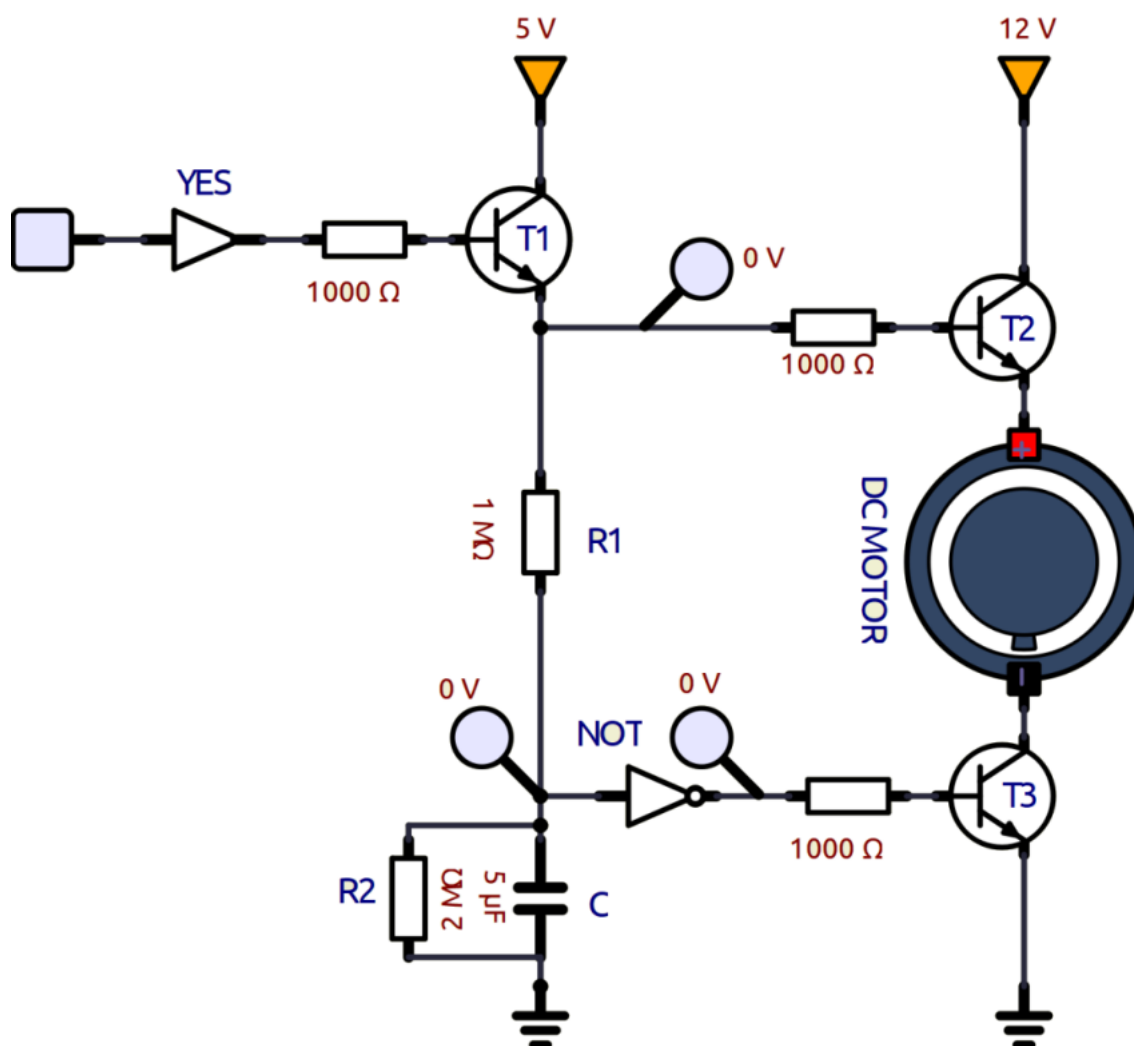 5 V
12 V
YES
T1
1000 Ω
0 V
T2
1000 Ω
+
1 MΩ
R1
DC MOTOR
0 V
0 V
NOT
T3
1000 Ω
R2
2 MΩ
5 µF
C